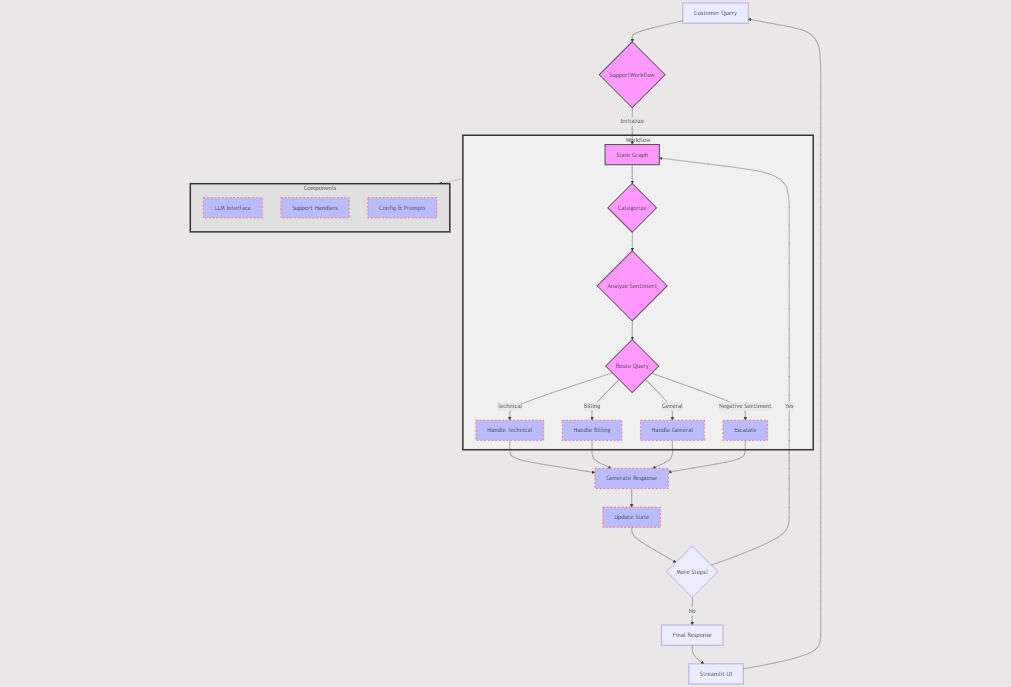 Customer Query
SupportWorkflow
Initialize
Workflow
State Graph
Components
LLM Interface
Support Handlers
Config & Prompts
Categorize
Analyze Sentiment
Route Query
Technical
Billing
General
Negative Sentiment
Yes
Handle Technical
Handle Billing
Handle General
Escalate
Generate Response
Update State
More Steps?
No
Final Response
Streamlit UI